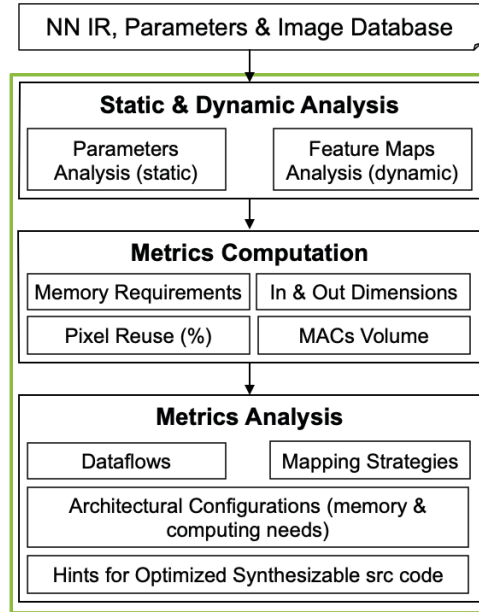 NN IR, Parameters & Image Database
Static & Dynamic Analysis
Parameters
Analysis (static)
Feature Maps
Analysis (dynamic)
Metrics Computation
Memory Requirements
In & Out Dimensions
Pixel Reuse (%)
MACs Volume
Metrics Analysis
Dataflows
Mapping Strategies
Architectural Configurations (memory &
computing needs)
Hints for Optimized Synthesizable src code